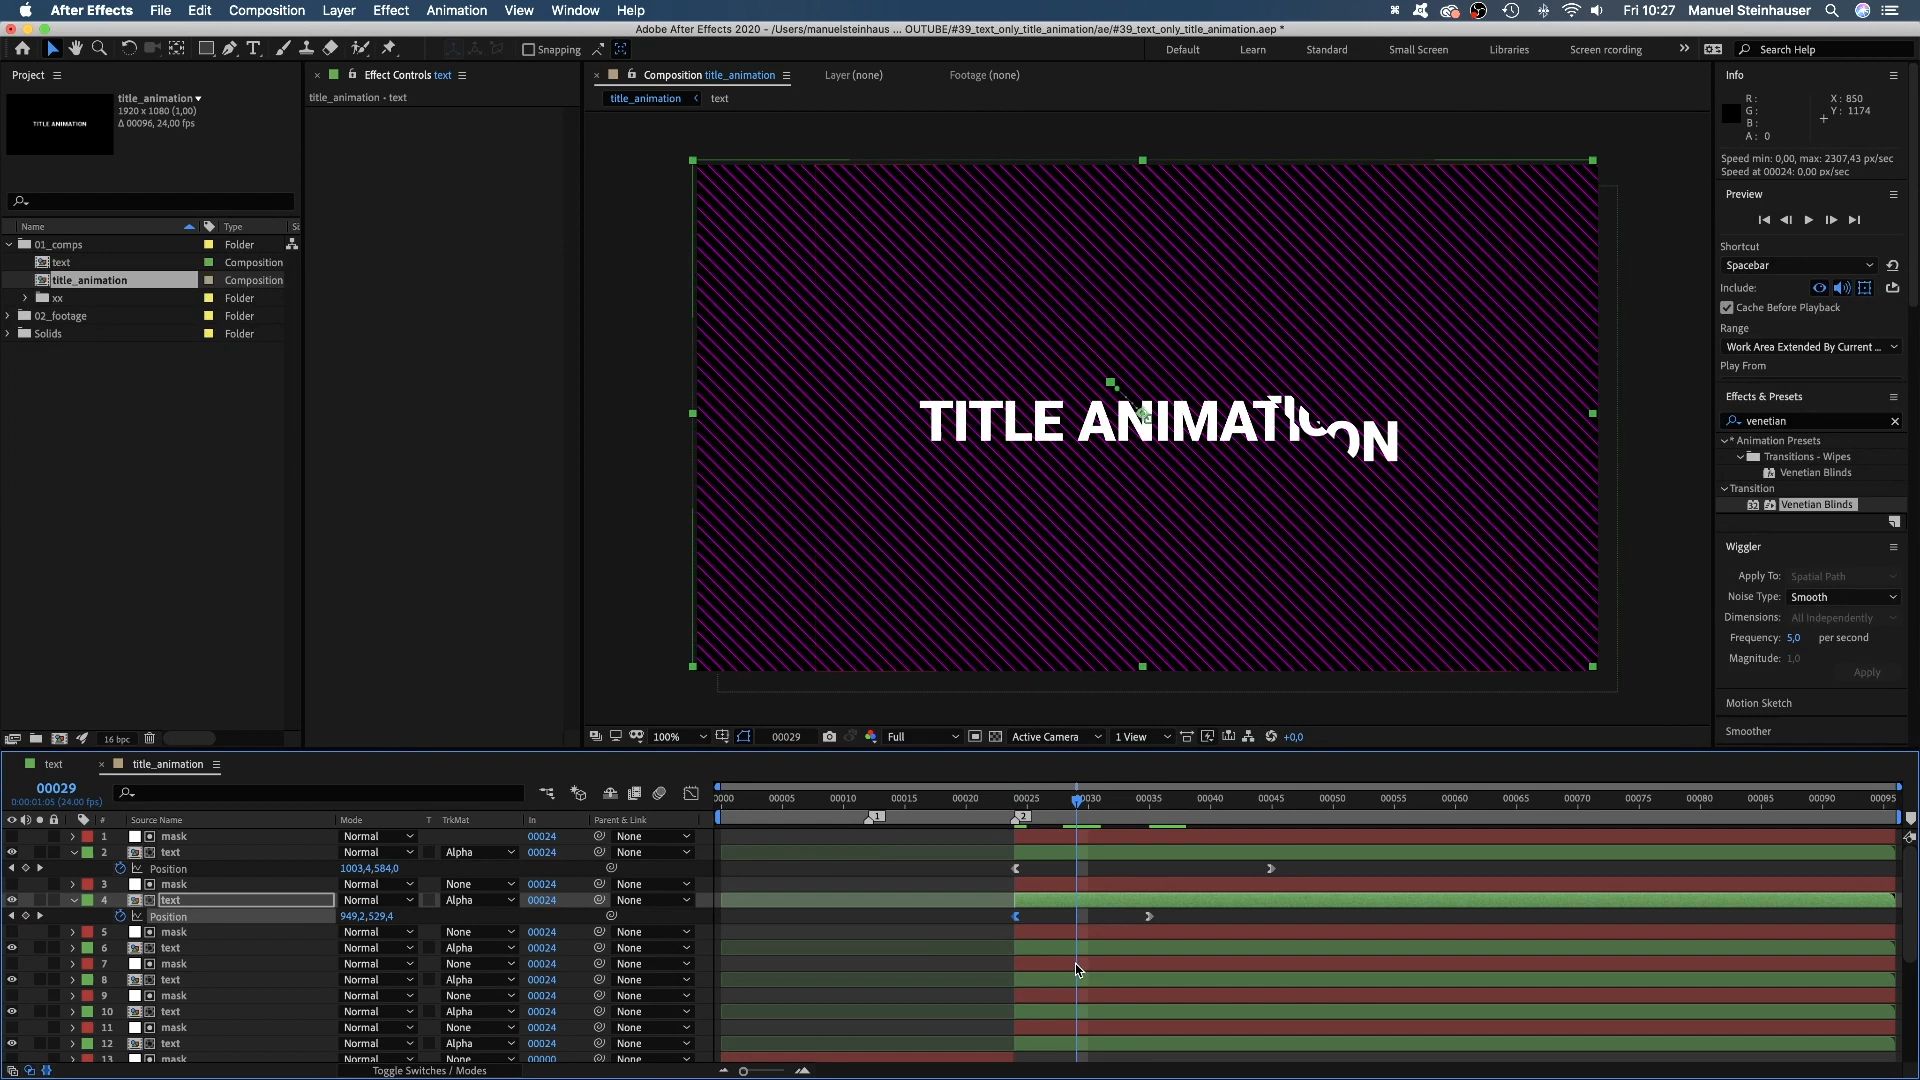 After Effects File Edit Composition Layer Effect Animation View Window Help Fri 10:27 Manuel Steinhauser
Adobe After Effects 2020 - /Users/manuelsteinhaus ... OUTUBE/#39_text_only_title_animation/ae/#39_text_only_title_animation.aep *
Snapping Default Learn Standard Small Screen Libraries Screen rcording Search Help
Project
title_animation
1920 x 1080 (1,00)
Δ 00096, 24,00 fps
TITLE ANIMATION
Name Type Si
01_comps Folder
text Composition
title_animation Composition
xx Folder
02_footage Folder
Solids Folder
16 bpc
Effect Controls text
title_animation • text
Composition title_animation Layer (none) Footage (none)
title_animation text
TITLE ANIMATION
100% 00029 Full Active Camera 1 View +0,0
Info
R: X: 850
G: Y: 1174
B:
A: 0
Speed min: 0,00, max: 2307,43 px/sec
Speed at 00024: 0,00 px/sec
Preview
Shortcut
Spacebar
Include:
Cache Before Playback
Range
Work Area Extended By Current ...
Play From
Effects & Presets
venetian
* Animation Presets
Transitions - Wipes
Venetian Blinds
Transition
32 Venetian Blinds
Wiggler
Apply To: Spatial Path
Noise Type: Smooth
Dimensions: All Independently
Frequency: 5,0 per second
Magnitude: 1,0
Apply
Motion Sketch
Smoother
text title_animation
00029
0:00:01:05 (24.00 fps)
0000 00005 00010 00015 00020 00025 00030 00035 00040 00045 00050 00055 00060 00065 00070 00075 00080 00085 00090 00095
1 2
# Source Name Mode T TrkMat In Parent & Link
1 mask Normal 00024 None
2 text Normal Alpha 00024 None
Position 1003,4,584,0
3 mask Normal None 00024 None
4 text Normal Alpha 00024 None
Position 949,2,529,4
5 mask Normal None 00024 None
6 text Normal Alpha 00024 None
7 mask Normal None 00024 None
8 text Normal Alpha 00024 None
9 mask Normal None 00024 None
10 text Normal Alpha 00024 None
11 mask Normal None 00024 None
12 text Normal Alpha 00024 None
13 mask Normal None 00000 None
Toggle Switches / Modes